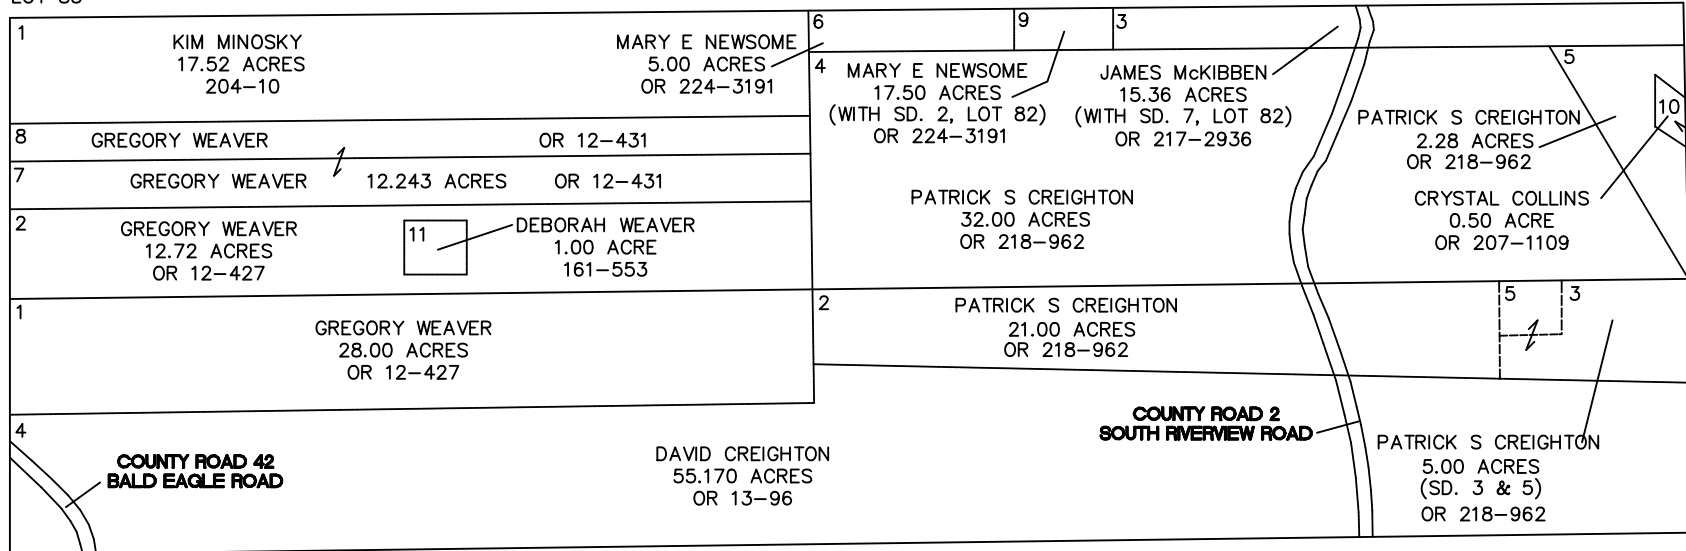 1
KIM MINOSKY
17.52 ACRES
204-10
6
MARY E NEWSOME
5.00 ACRES
OR 224-3191
9
3
4
MARY E NEWSOME
17.50 ACRES
(WITH SD. 2, LOT 82)
OR 224-3191
JAMES McKIBBEN
15.36 ACRES
(WITH SD. 7, LOT 82)
OR 217-2936
5
PATRICK S CREIGHTON
2.28 ACRES
OR 218-962
10
CRYSTAL COLLINS
0.50 ACRE
OR 207-1109
8
GREGORY WEAVER OR 12-431
7
GREGORY WEAVER 12.243 ACRES OR 12-431
PATRICK S CREIGHTON
32.00 ACRES
OR 218-962
2
GREGORY WEAVER
12.72 ACRES
OR 12-427
11
DEBORAH WEAVER
1.00 ACRE
161-553
1
GREGORY WEAVER
28.00 ACRES
OR 12-427
2
PATRICK S CREIGHTON
21.00 ACRES
OR 218-962
5
3
4
COUNTY ROAD 42
BALD EAGLE ROAD
DAVID CREIGHTON
55.170 ACRES
OR 13-96
COUNTY ROAD 2
SOUTH RIVERVIEW ROAD
PATRICK S CREIGHTON
5.00 ACRES
(SD. 3 & 5)
OR 218-962